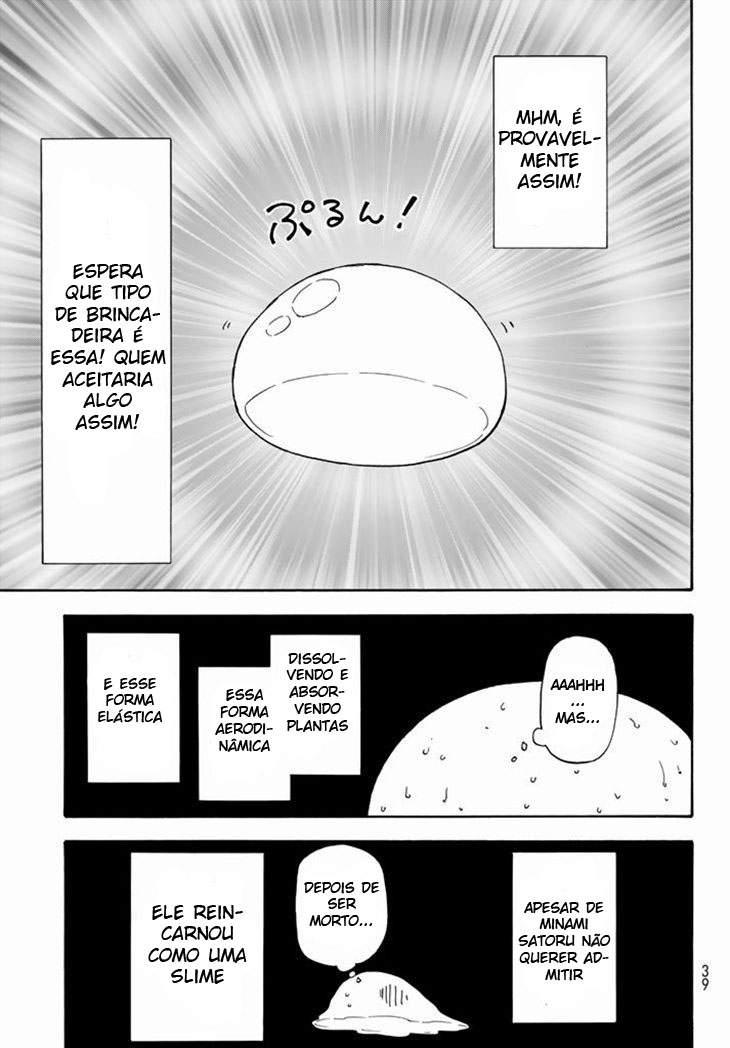 MHM, É
PROVAVEL-
MENTE
ASSIM!
ぷるん!
ESPERA
QUE TIPO
DE BRINCA-
DEIRA É
ESSA! QUEM
ACEITARIA
ALGO
ASSIM!
AAAHHH
...
MAS...
DISSOL-
VENDO E
ABSOR-
VENDO
PLANTAS
ESSA
FORMA
AERODI-
NÂMICA
E ESSE
FORMA
ELÁSTICA
APESAR DE
MINAMI
SATORU NÃO
QUERER AD-
MITIR
DEPOIS DE
SER
MORTO...
ELE REIN-
CARNOU
COMO UMA
SLIME
39